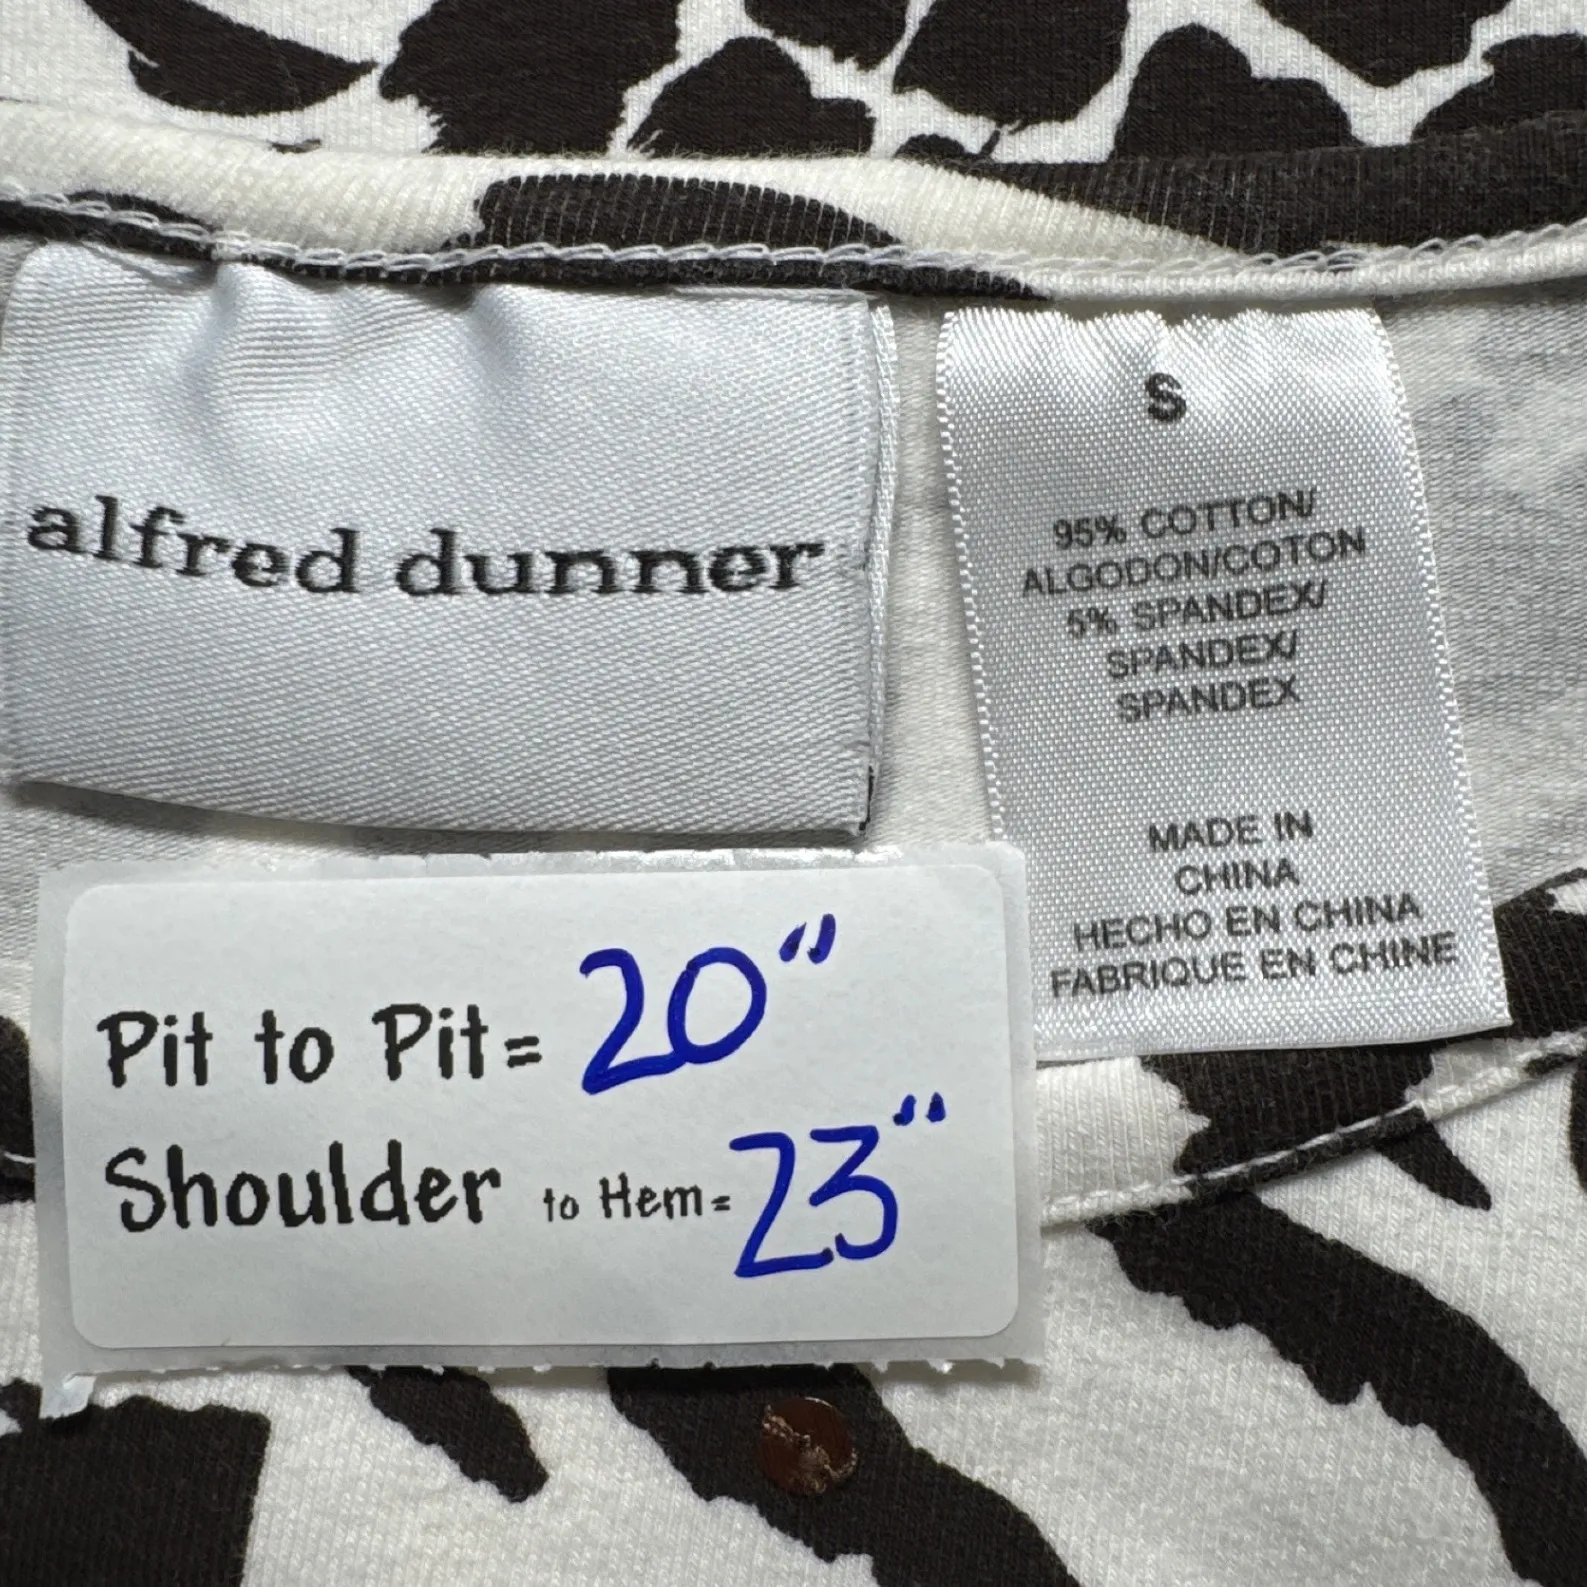 alfred dunner
S
95% COTTON/
ALGODON/COTON
5% SPANDEX/
SPANDEX/
SPANDEX
MADE IN
CHINA
HECHO EN CHINA
FABRIQUE EN CHINE
Pit to Pit= 20"
Shoulder to Hem= 23"